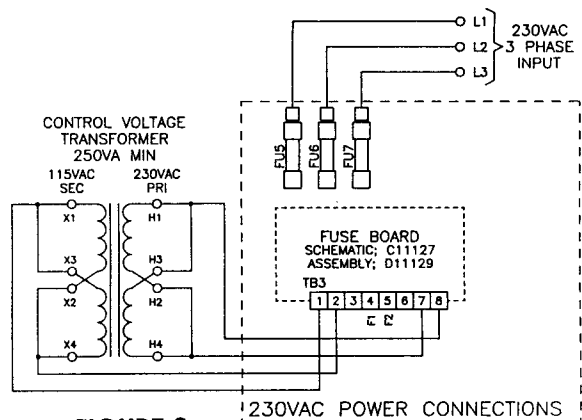 L1
L2
L3
230VAC
3 PHASE
INPUT
CONTROL VOLTAGE
TRANSFORMER
250VA MIN
115VAC
SEC
230VAC
PRI
X1
H1
X3
H3
X2
H2
X4
H4
FU5
FU6
FU7
FUSE BOARD
SCHEMATIC; C11127
ASSEMBLY; D11129
TB3
1 2 3 4 5 6 7 8
F1 F2
230VAC POWER CONNECTIONS